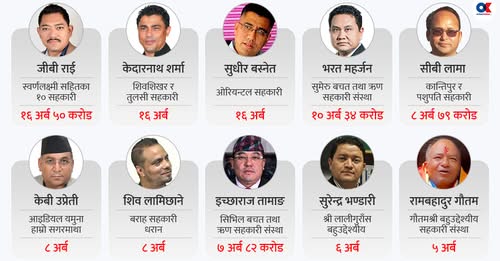 जीबी राई
स्वर्णलक्ष्मी सहितका
१० सहकारी
१६ अर्ब ५० करोड
केदारनाथ शर्मा
शिवशिखर र
तुलसी सहकारी
१६ अर्ब
सुधीर बस्नेत
ओरियन्टल सहकारी
१६ अर्ब
भरत महर्जन
सुमेरु बचत तथा ऋण
सहकारी संस्था
१० अर्ब ३४ करोड
सीबी लामा
कान्तिपुर र
पशुपति सहकारी
८ अर्ब ७९ करोड
केबी उप्रेती
आइडियल यमुना
हाम्रो सगरमाथा
८ अर्ब
शिव लामिछाने
बराह सहकारी
धरान
८ अर्ब
इच्छाराज तामाङ
सिभिल बचत तथा
ऋण सहकारी संस्था
७ अर्ब ८२ करोड
सुरेन्द्र भण्डारी
श्री लालीगुराँस
बहुउद्देश्यीय
६ अर्ब
रामबहादुर गौतम
गौतमश्री बहुउद्देश्यीय
सहकारी संस्था
५ अर्ब